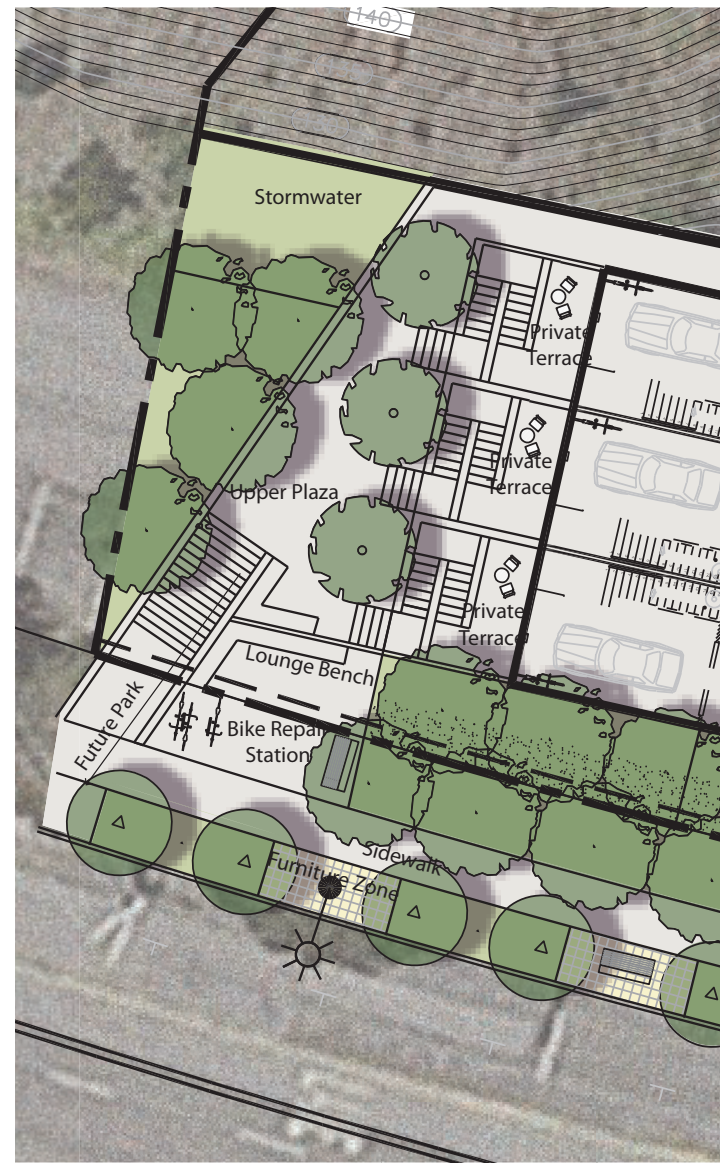 140
Stormwater
Private
Terrace
Private
Terrace
Upper Plaza
Private
Terrace
Lounge Bench
Future Park
Bike Repair
Station
Sidewalk
Furniture Zone